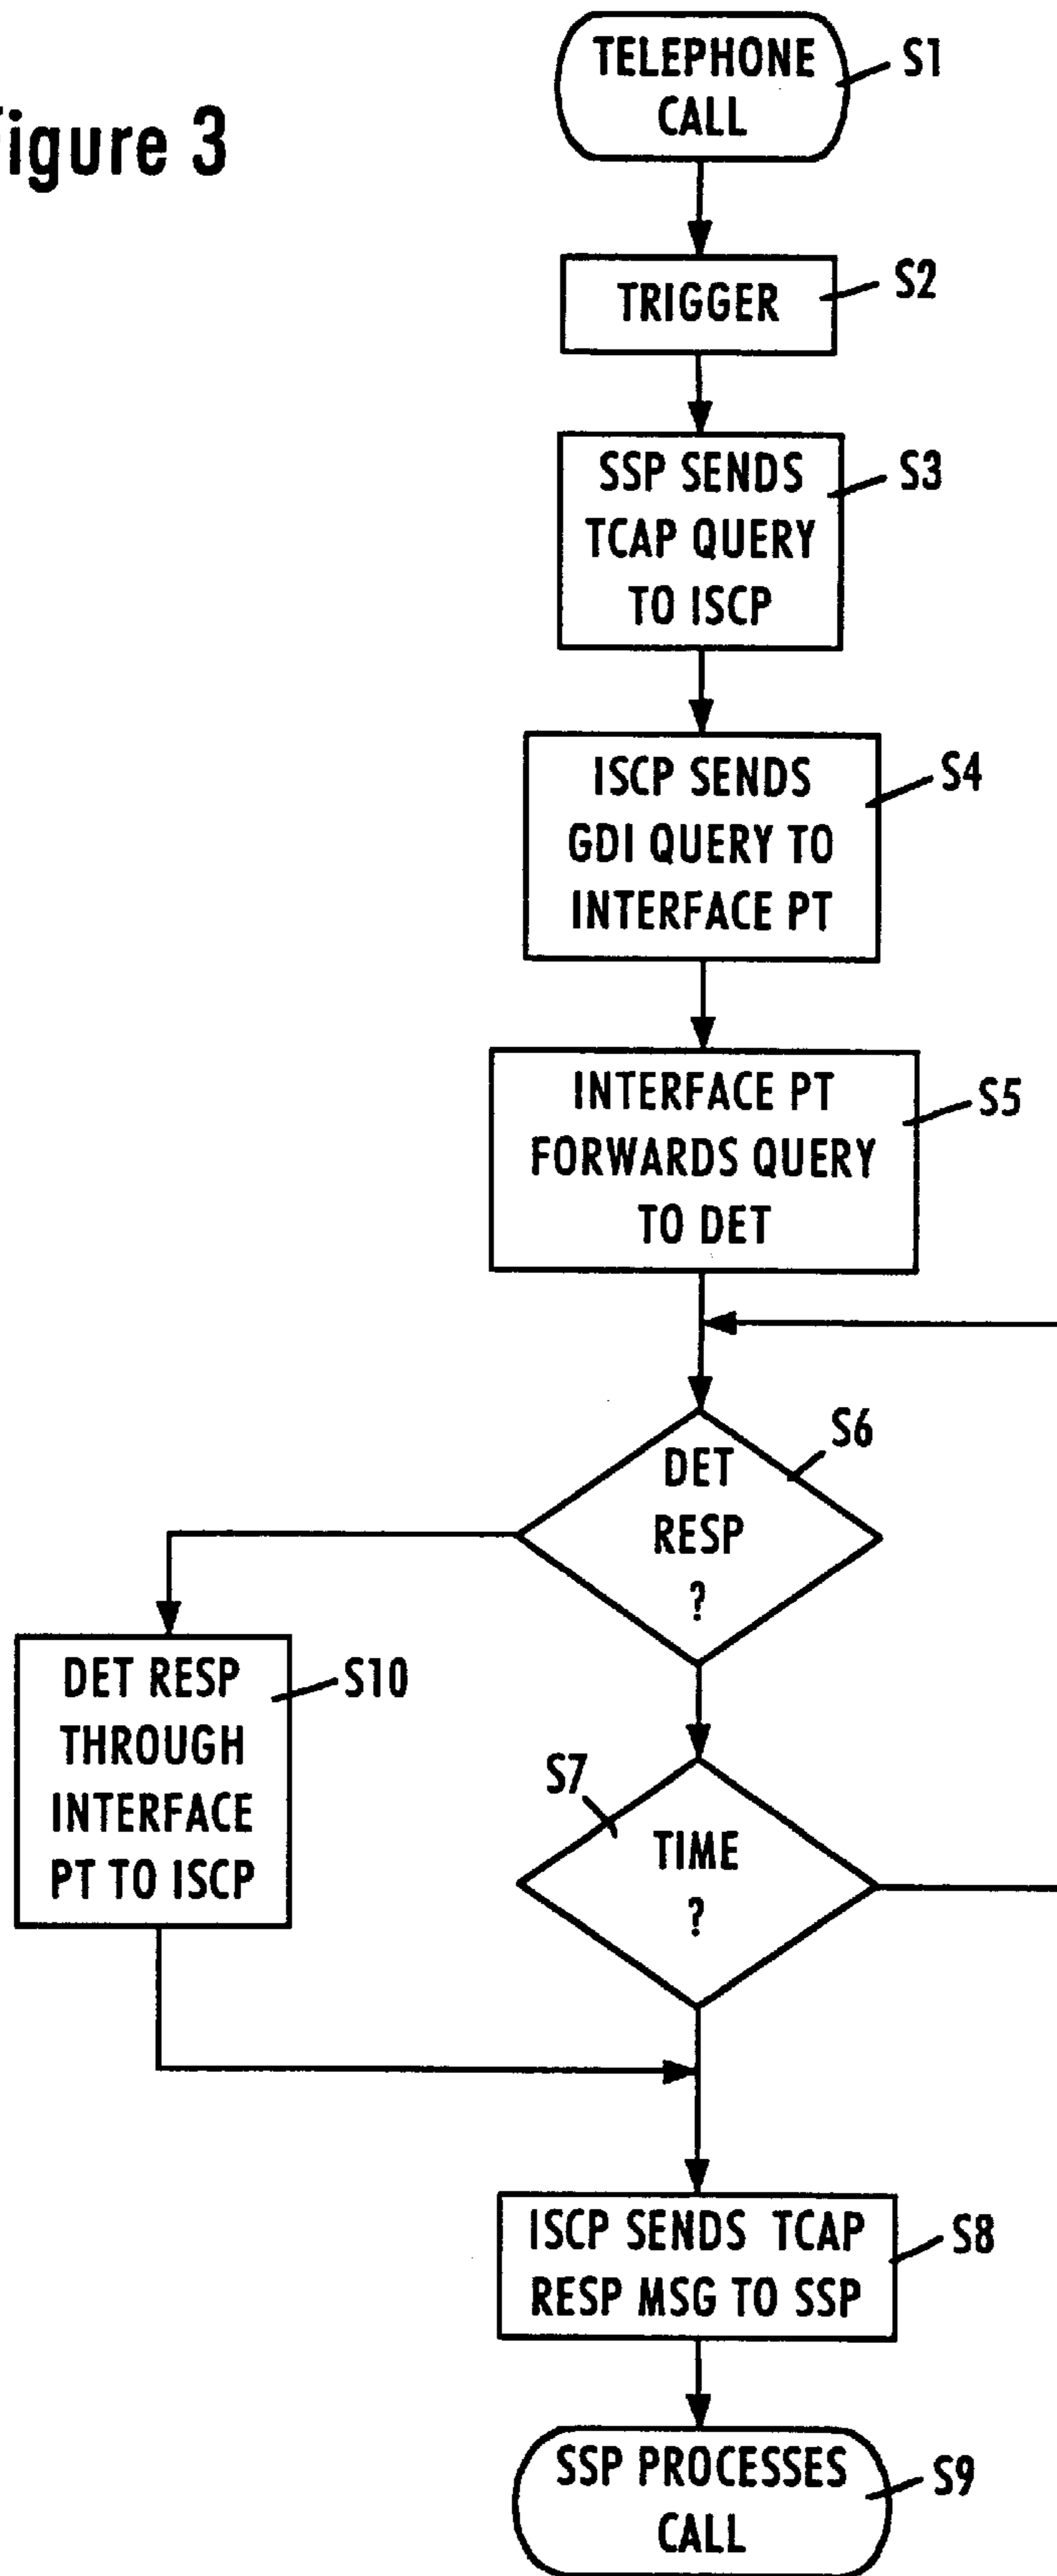 igure 3
TELEPHONE
CALL
S1
TRIGGER
S2
SSP SENDS
TCAP QUERY
TO ISCP
S3
ISCP SENDS
GDI QUERY TO
INTERFACE PT
S4
INTERFACE PT
FORWARDS QUERY
TO DET
S5
DET
RESP
?
S6
DET RESP
THROUGH
INTERFACE
PT TO ISCP
S10
S7
TIME
?
ISCP SENDS TCAP
RESP MSG TO SSP
S8
SSP PROCESSES
CALL
S9